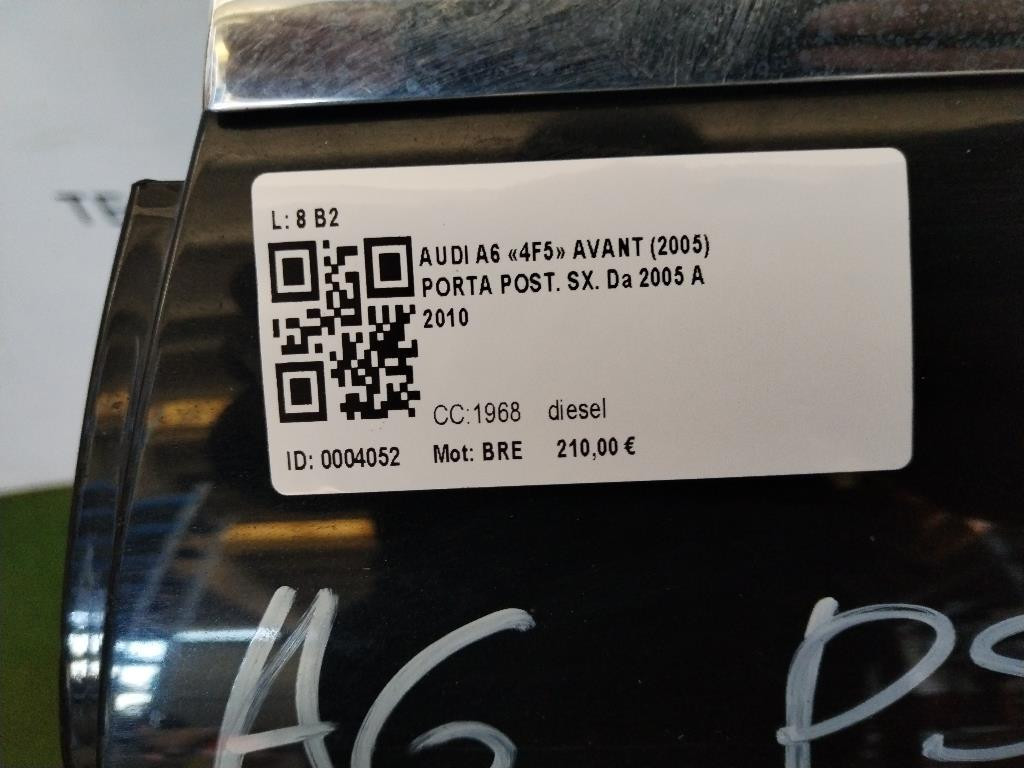 L: 8 B2
AUDI A6 «4F5» AVANT (2005)
PORTA POST. SX. Da 2005 A
2010
CC:1968 diesel
ID: 0004052 Mot: BRE 210,00 €
A6 PS